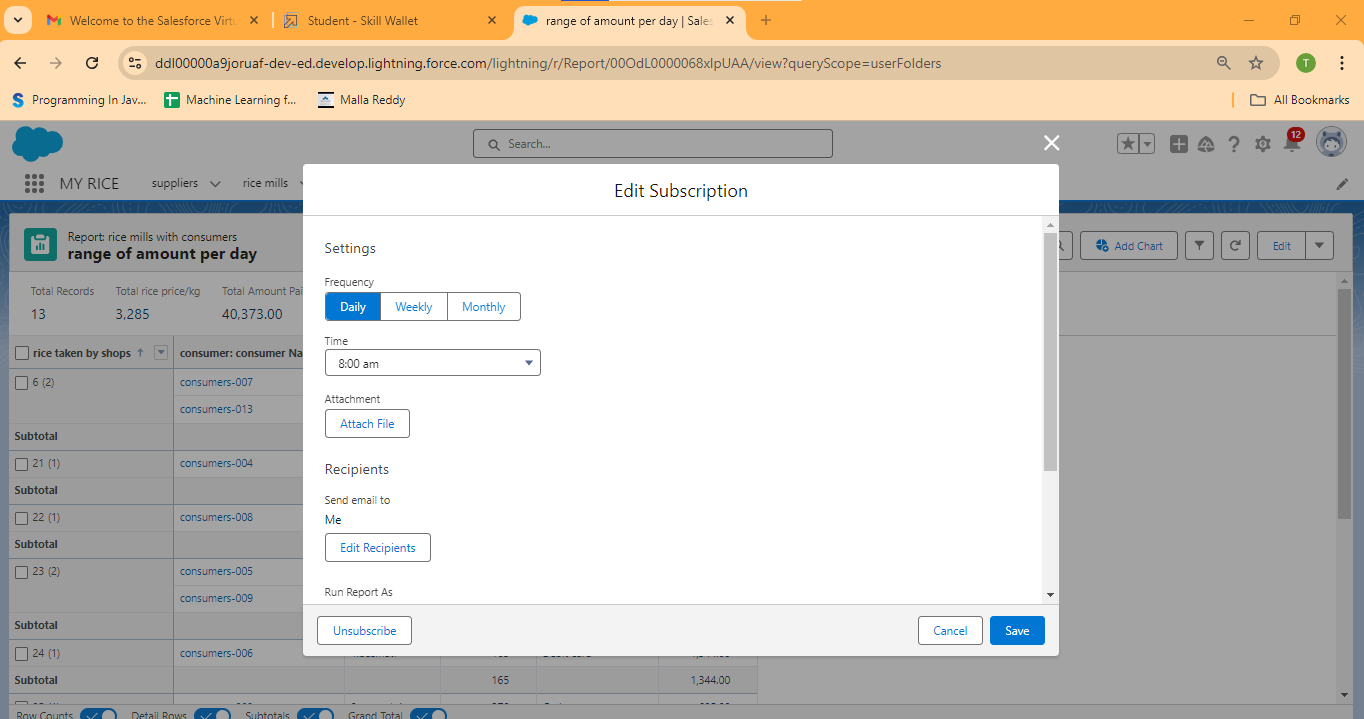 Welcome to the Salesforce Virtu
Student - Skill Wallet
range of amount per day | Sales
ddl00000a9joruaf-dev-ed.develop.lightning.force.com/lightning/r/Report/00OdL0000068xlpUAA/view?queryScope=userFolders
T
Programming In Jav...
Machine Learning f...
Malla Reddy
All Bookmarks
Search...
12
MY RICE
suppliers
rice mills
Edit Subscription
Report: rice mills with consumers
range of amount per day
Add Chart
Edit
Total Records
Total rice price/kg
Total Amount Pai
13
3,285
40,373.00
Settings
Frequency
Daily
Weekly
Monthly
Time
8:00 am
Attachment
Attach File
Recipients
Send email to
Me
Edit Recipients
Run Report As
Unsubscribe
Cancel
Save
rice taken by shops ↑
consumer: consumer Na
6 (2)
consumers-007
consumers-013
Subtotal
21 (1)
consumers-004
Subtotal
22 (1)
consumers-008
Subtotal
23 (2)
consumers-005
consumers-009
Subtotal
24 (1)
consumers-006
Subtotal
165
1,344.00
Row Counts
Detail Rows
Subtotals
Grand Total